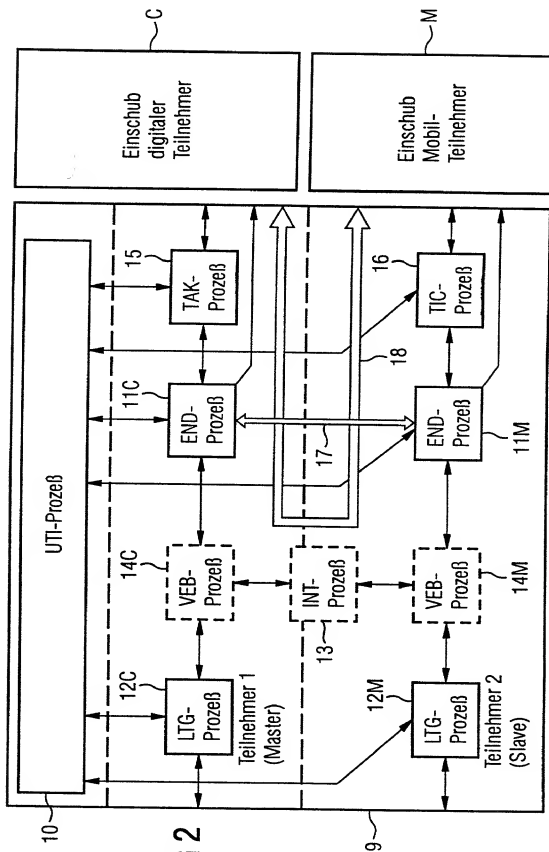 UTI-Prozeß
10
12C
LTG-
Prozeß
Teilnehmer 1
(Master)
14C
VEB-
Prozeß
11C
END-
Prozeß
15
TAK-
Prozeß
Einschub
digitaler
Teilnehmer
C
13
INT-
Prozeß
17
18
2
9
12M
LTG-
Prozeß
Teilnehmer 2
(Slave)
VEB-
Prozeß
14M
END-
Prozeß
11M
16
TIC-
Prozeß
Einschub
Mobil-
Teilnehmer
M